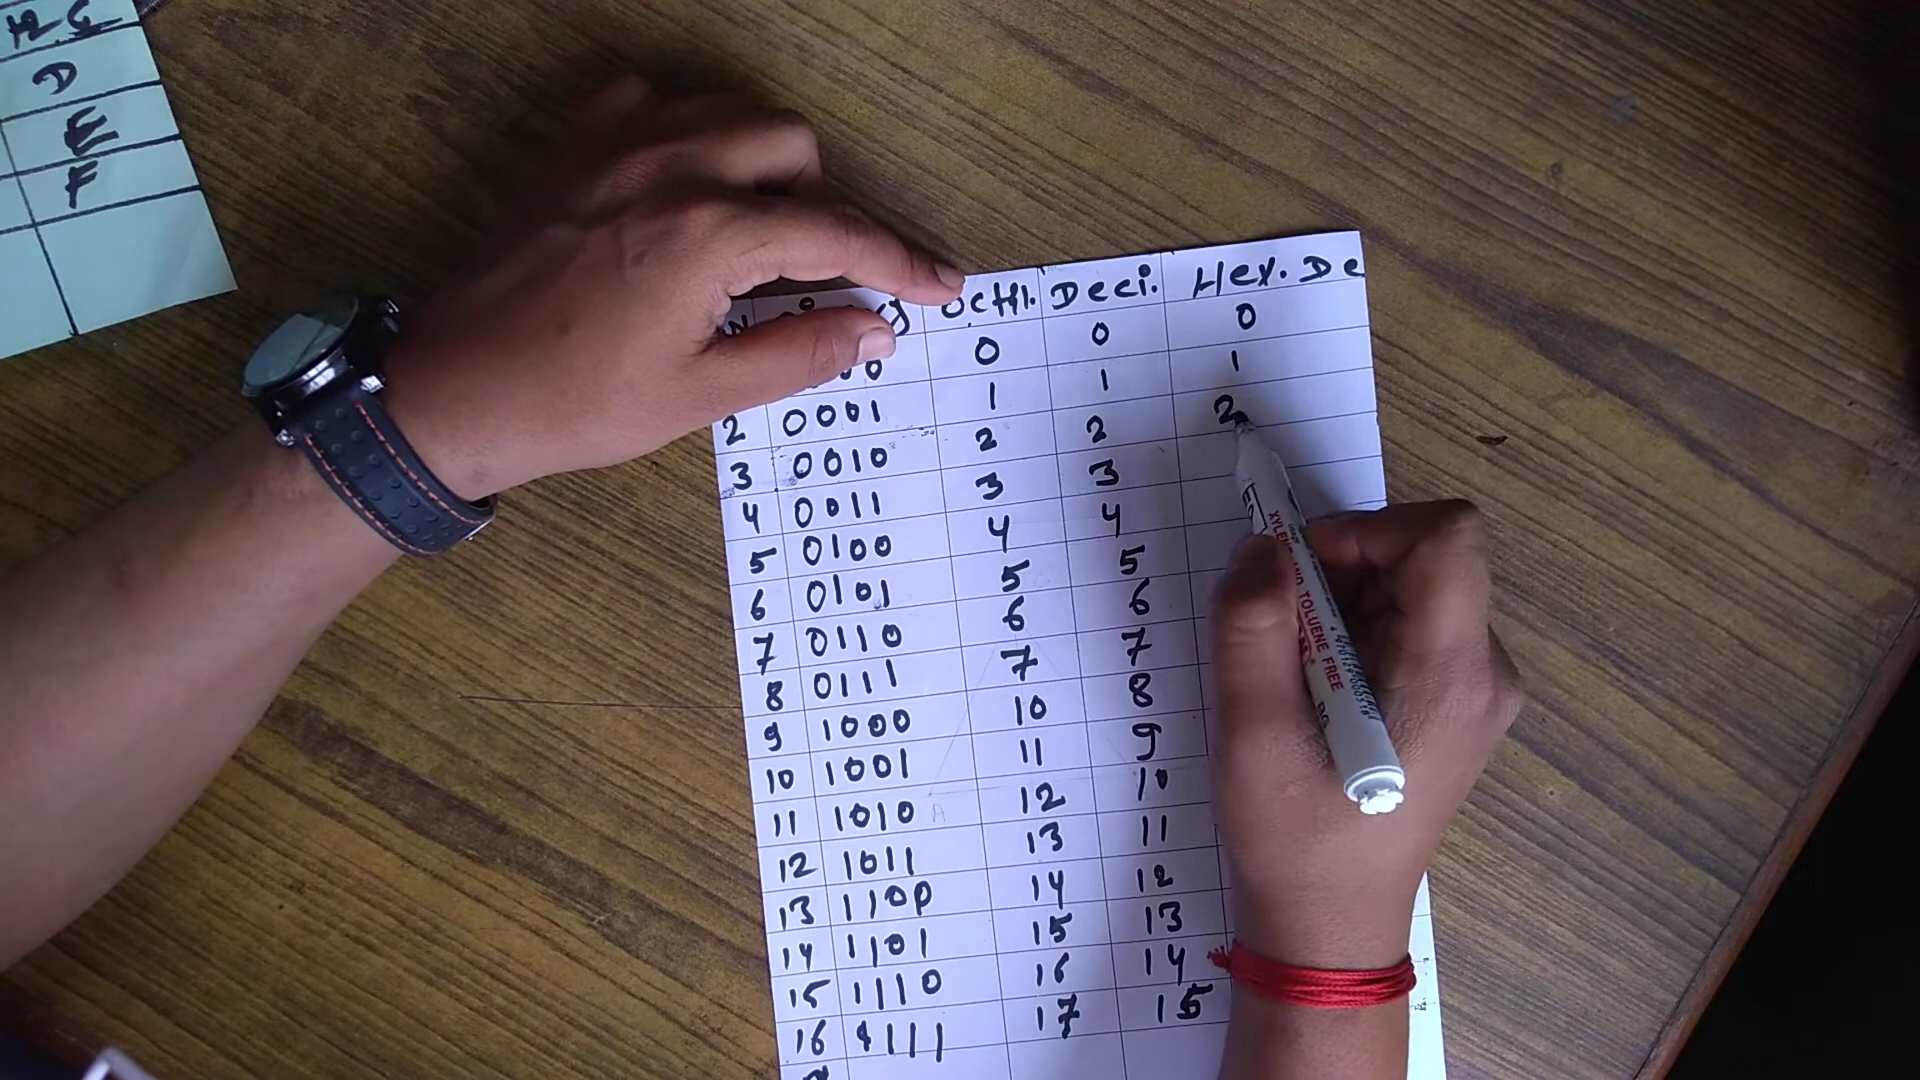 D
E
F
Octl. Deci. Hex. De
0 0 0
1 1
2 0001 1 1 2
3 0010 2 2
4 0011 3 3
5 0100 4 4
6 0101 5 5
7 0110 6 6
8 0111 7 7
9 1000 10 8
10 1001 11 9
11 1010 12 10
12 1011 13 11
13 1100 14 12
14 1101 15 13
15 1110 16 14
16 1111 17 15
XYLENE AND TOLUENE FREE